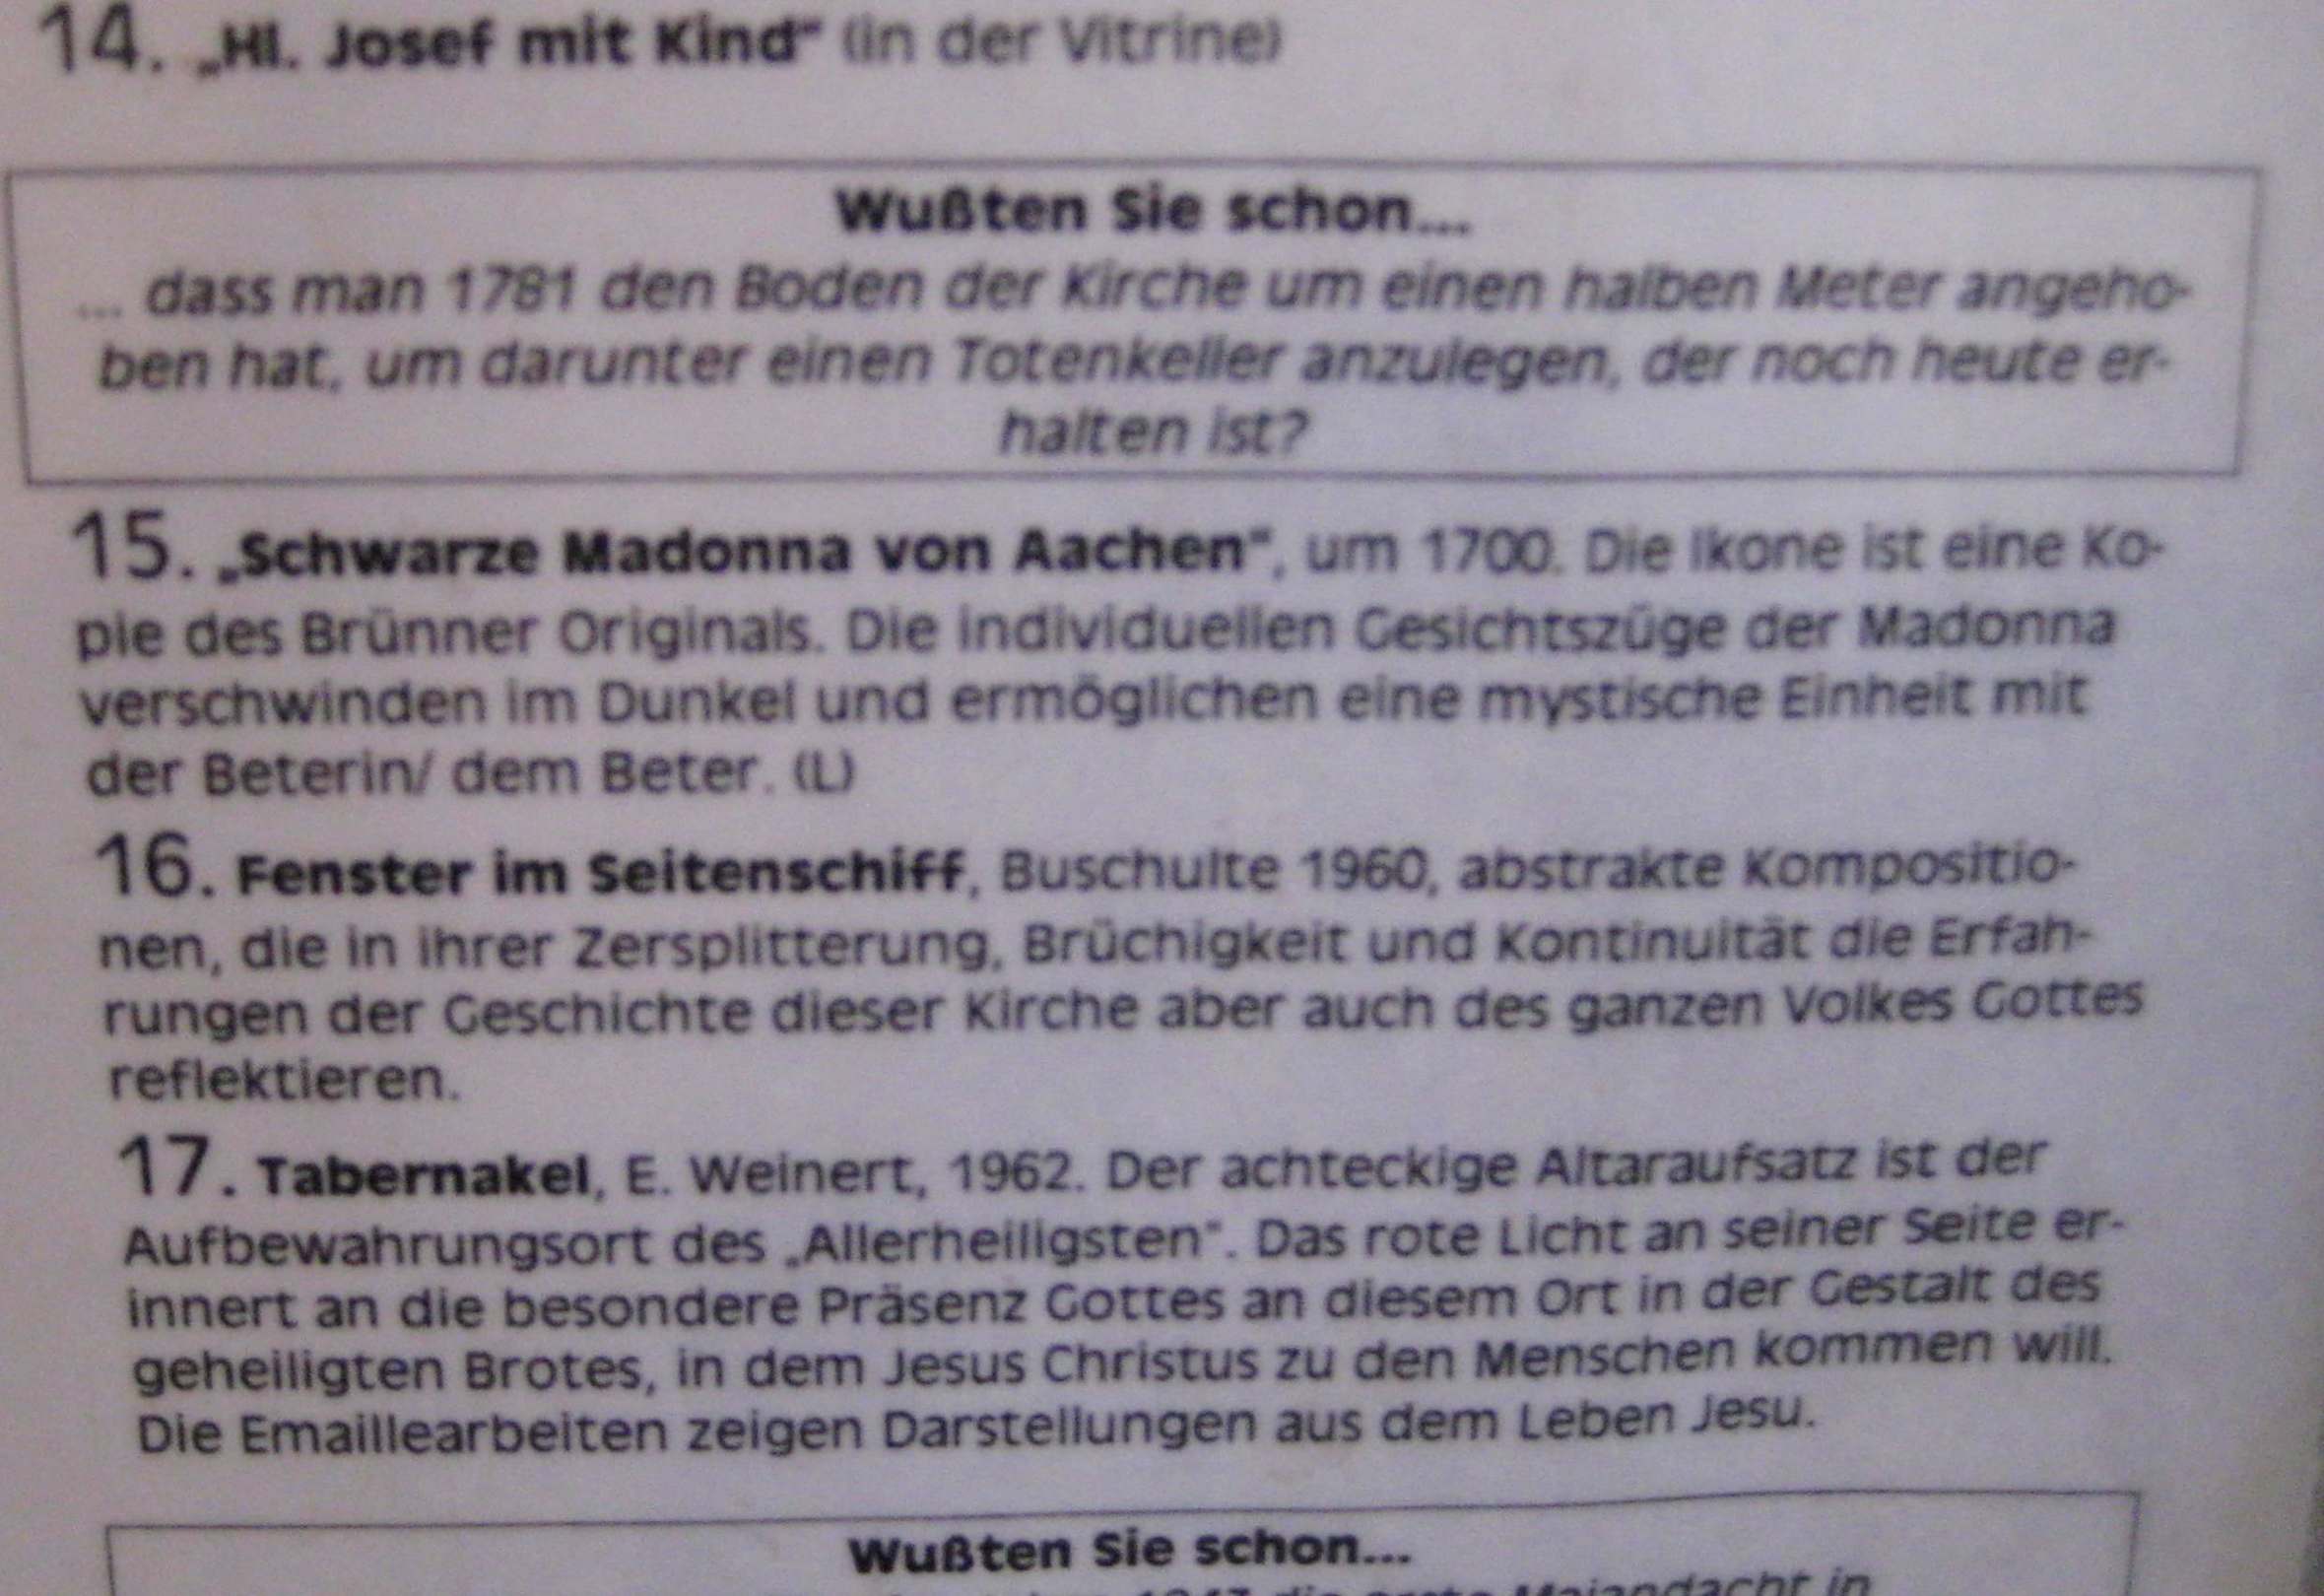 14. „Hl. Josef mit Kind“ (in der Vitrine)
Wußten Sie schon....
... dass man 1781 den Boden der Kirche um einen halben Meter angeho-
ben hat, um darunter einen Totenkeller anzulegen, der noch heute er-
halten ist?
15. „Schwarze Madonna von Aachen“, um 1700. Die Ikone ist eine Ko-
pie des Brünner Originals. Die individuellen Gesichtszüge der Madonna
verschwinden im Dunkel und ermöglichen eine mystische Einheit mit
der Beterin/ dem Beter. (L)
16. Fenster im Seitenschiff, Buschulte 1960, abstrakte Kompositio-
nen, die in ihrer Zersplitterung, Brüchigkeit und Kontinuität die Erfah-
rungen der Geschichte dieser Kirche aber auch des ganzen Volkes Gottes
reflektieren.
17. Tabernakel, E. Weinert, 1962. Der achteckige Altaraufsatz ist der
Aufbewahrungsort des „Allerheiligsten“. Das rote Licht an seiner Seite er-
innert an die besondere Präsenz Gottes an diesem Ort in der Gestalt des
geheiligten Brotes, in dem Jesus Christus zu den Menschen kommen will.
Die Emaillearbeiten zeigen Darstellungen aus dem Leben Jesu.
Wußten Sie schon...
die erste Maiandacht in